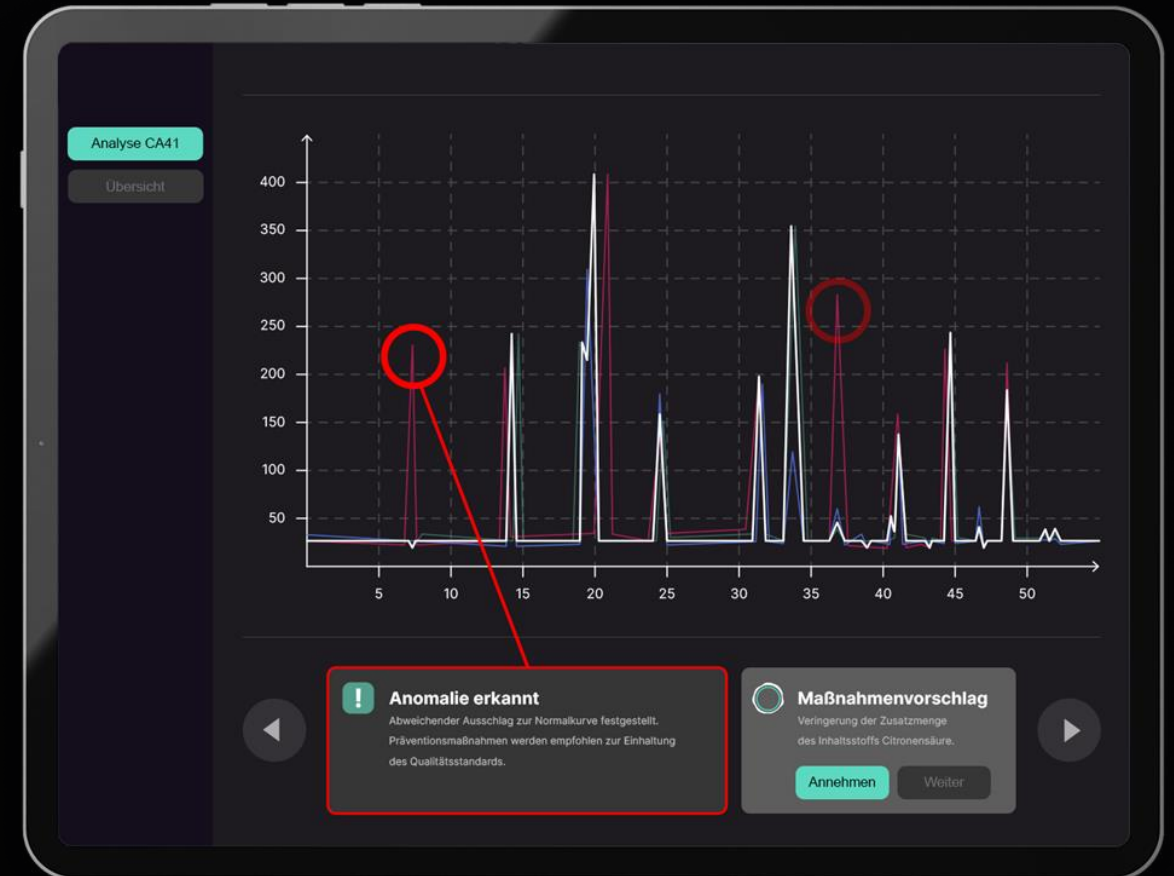 Analyse CA41
Übersicht
400
350
300
250
200
150
100
50
5 10 15 20 25 30 35 40 45 50
!
Anomalie erkannt
Abweichender Ausschlag zur Normalkurve festgestellt.
Präventionsmaßnahmen werden empfohlen zur Einhaltung
des Qualitätsstandards.
Maßnahmenvorschlag
Veringerung der Zusatzmenge
des Inhaltsstoffs Citronensäure.
Annehmen
Weiter